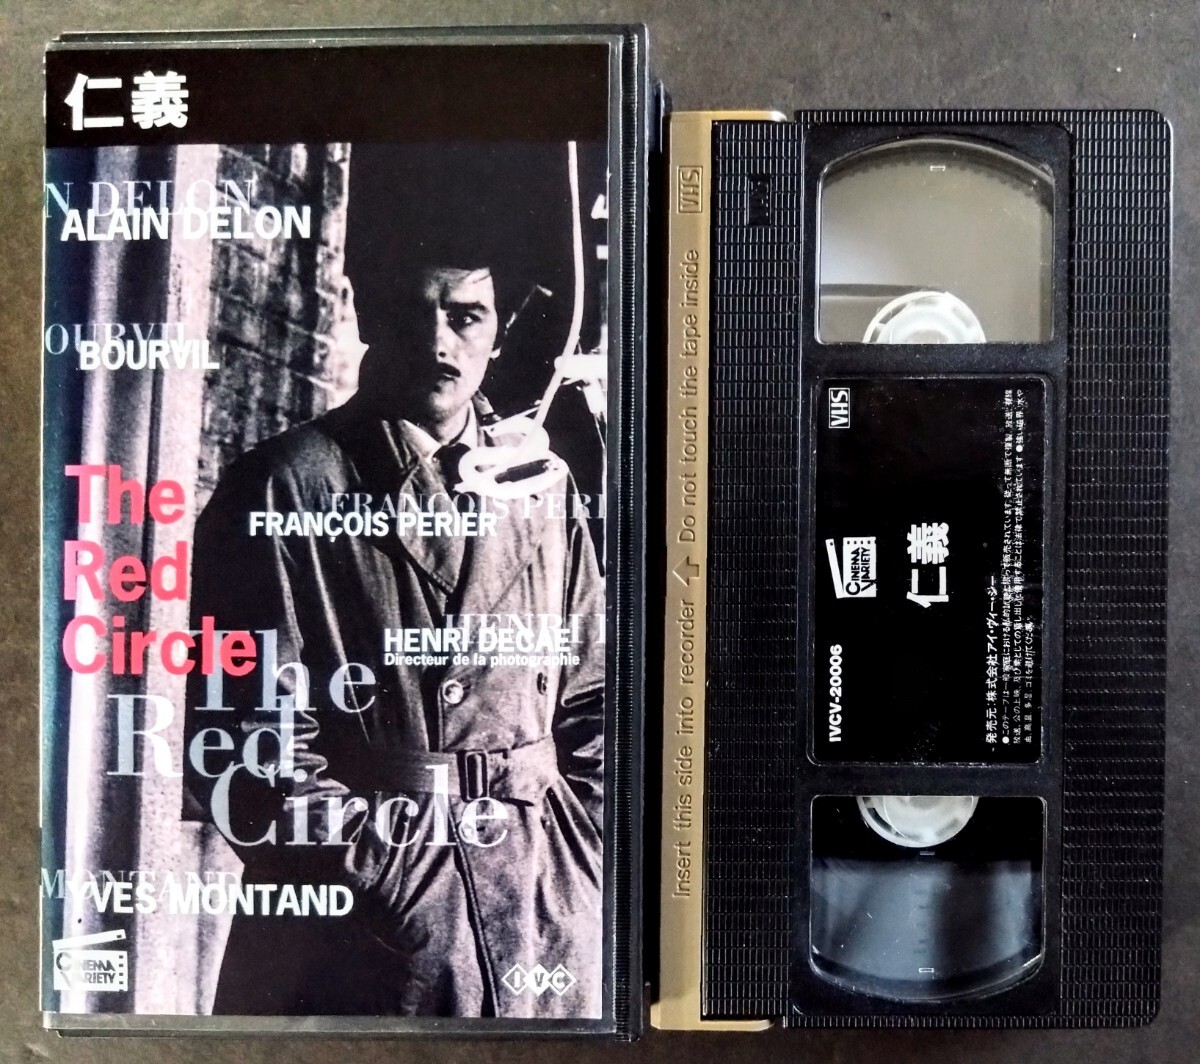 仁義
N DELON
ALAIN DELON
OURVIL
BOURVIL
The
Red
Circle
FRANÇOIS PERI
FRANÇOIS PERIER
HENRI
HENRI DECAE
Directeur de la photographie
The
Red
Circle
MONTAND
YVES MONTAND
CINEMA
VARIETY
IVC
Insert this side into recorder Do not touch the tape inside VHS
VHS
CINEMA
VARIETY
仁義
IVCV-20006
発売元:株式会社アイ・ヴィー・シー